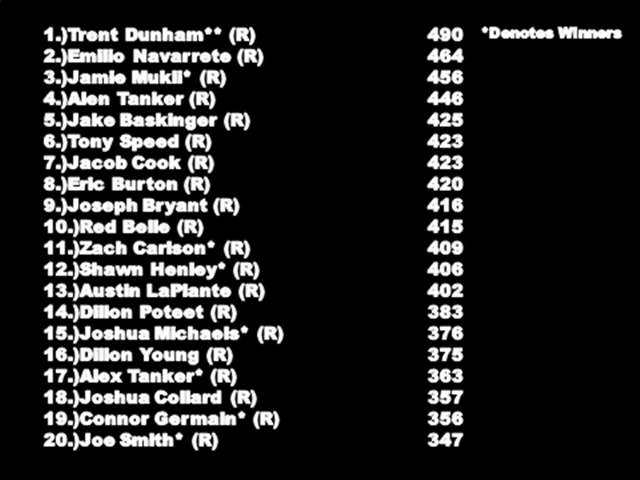 1.)Trent Dunham** (R) 490 *Denotes Winners
2.)Emilio Navarrete (R) 464
3.)Jamie Mukli* (R) 456
4.)Alen Tanker (R) 446
5.)Jake Baskinger (R) 425
6.)Tony Speed (R) 423
7.)Jacob Cook (R) 423
8.)Eric Burton (R) 420
9.)Joseph Bryant (R) 416
10.)Red Belle (R) 415
11.)Zach Carlson* (R) 409
12.)Shawn Henley* (R) 406
13.)Austin LaPlante (R) 402
14.)Dillon Poteet (R) 383
15.)Joshua Michaels* (R) 376
16.)Dillon Young (R) 375
17.)Alex Tanker* (R) 363
18.)Joshua Collard (R) 357
19.)Connor Germain* (R) 356
20.)Joe Smith* (R) 347